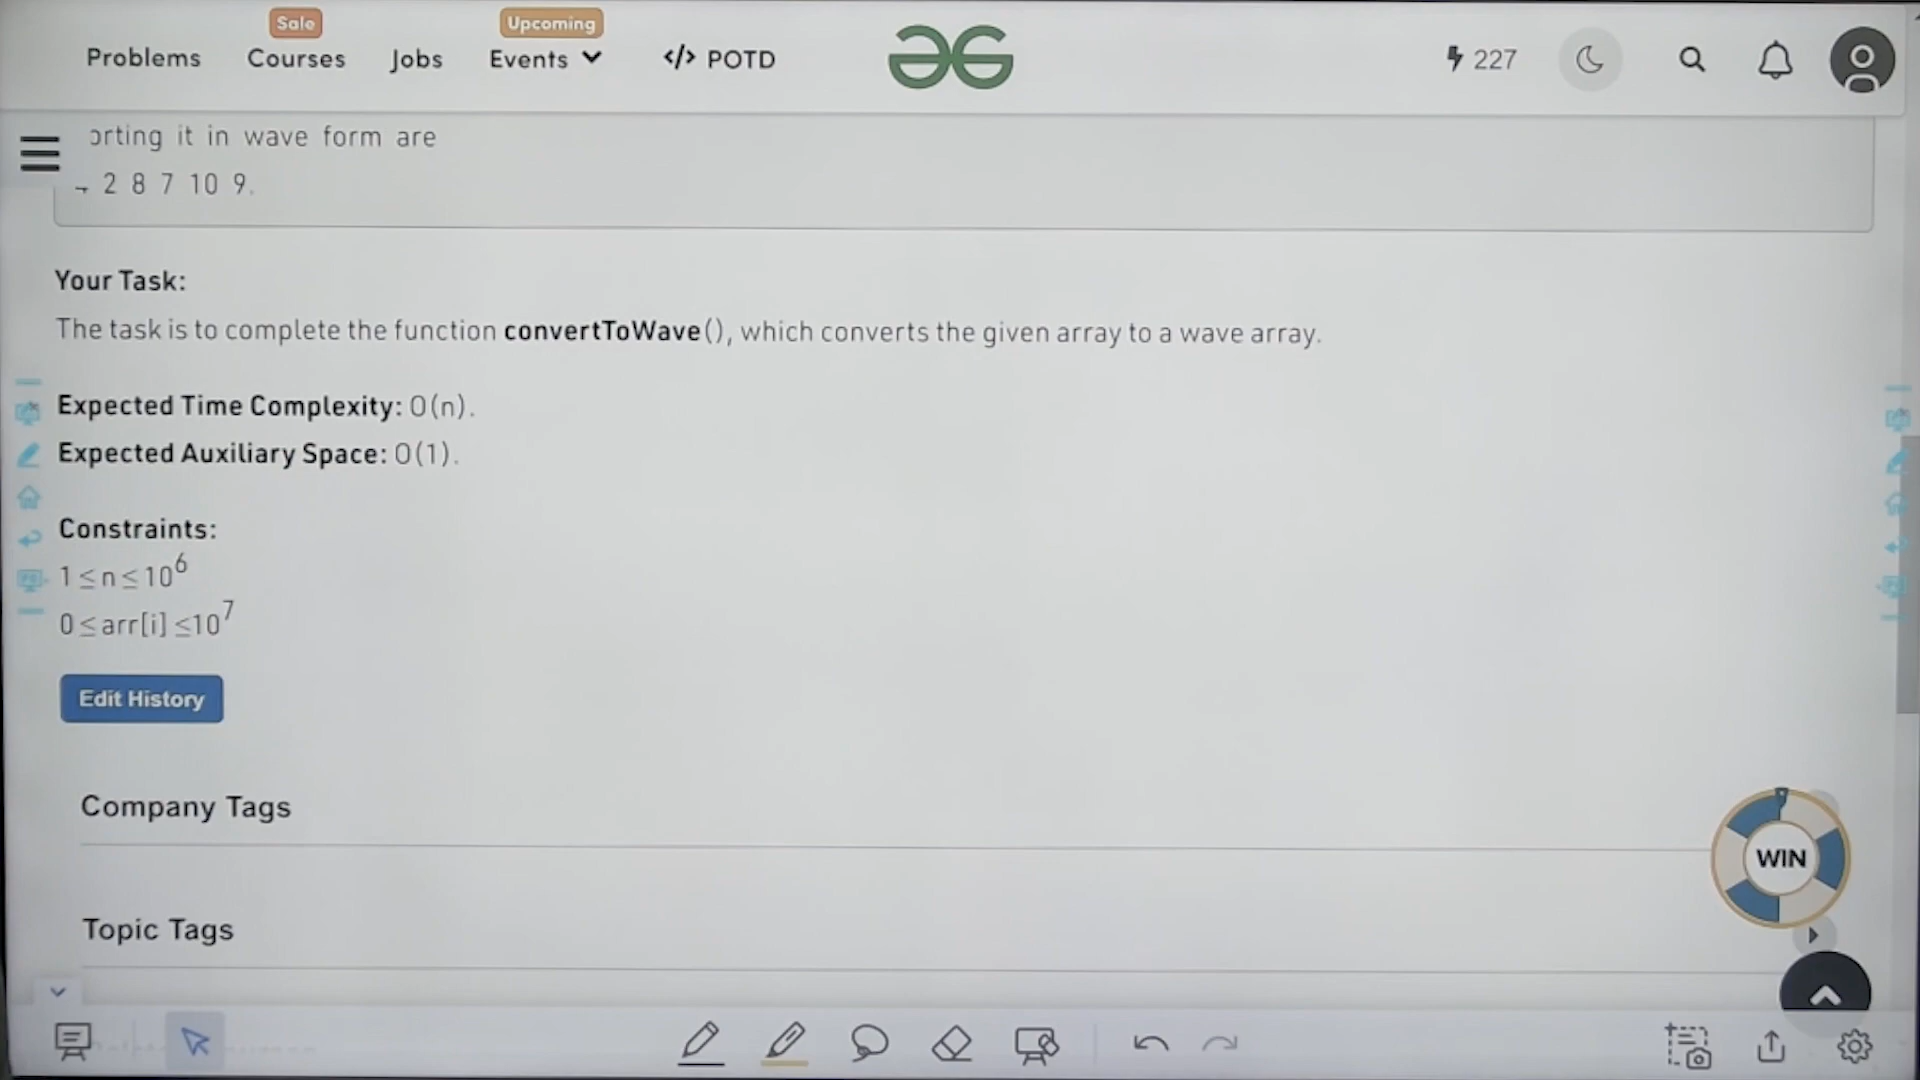 Sale
Upcoming
Problems
Courses
Jobs
Events
</> POTD
227
it in wave form are
2 8 7 10 9.
Your Task:
The task is to complete the function convertToWave(), which converts the given array to a wave array.
Expected Time Complexity: O(n).
Expected Auxiliary Space: O(1).
Constraints:
1≤n≤10^6
0≤arr[i] ≤10^7
Edit History
Company Tags
WIN
Topic Tags